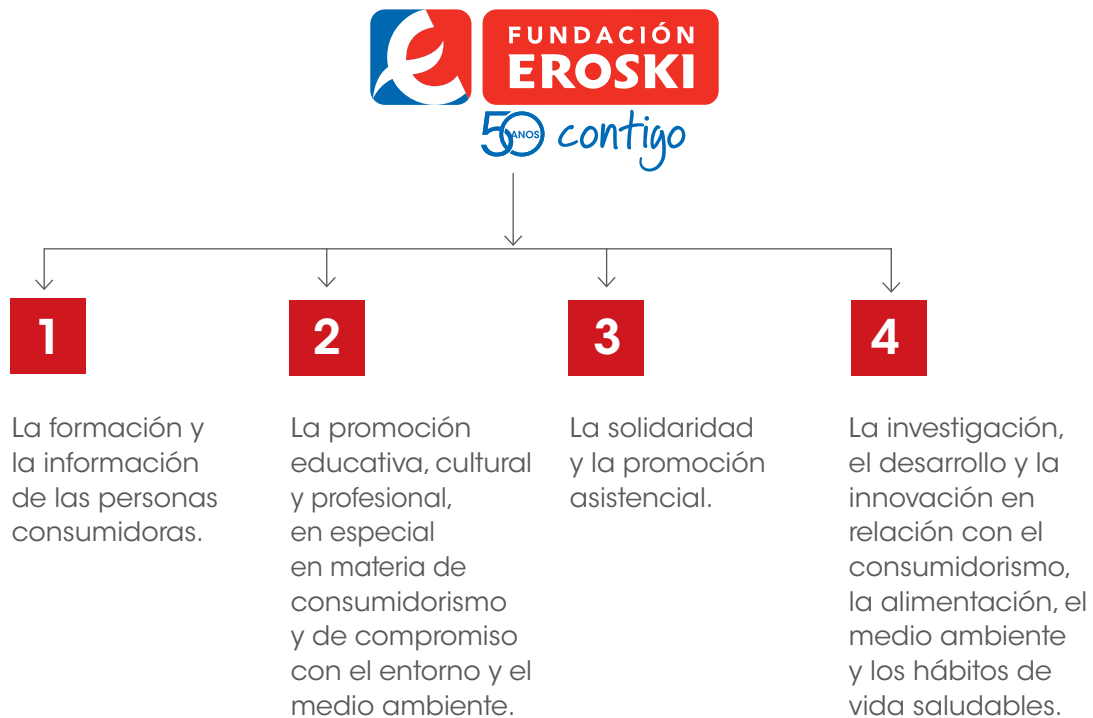 FUNDACIÓN
EROSKI
50 AÑOS contigo
1
La formación y
la información
de las personas
consumidoras.
2
La promoción
educativa, cultural
y profesional,
en especial
en materia de
consumidorismo
y de compromiso
con el entorno y el
medio ambiente.
3
La solidaridad
y la promoción
asistencial.
4
La investigación,
el desarrollo y la
innovación en
relación con el
consumidorismo,
la alimentación, el
medio ambiente
y los hábitos de
vida saludables.